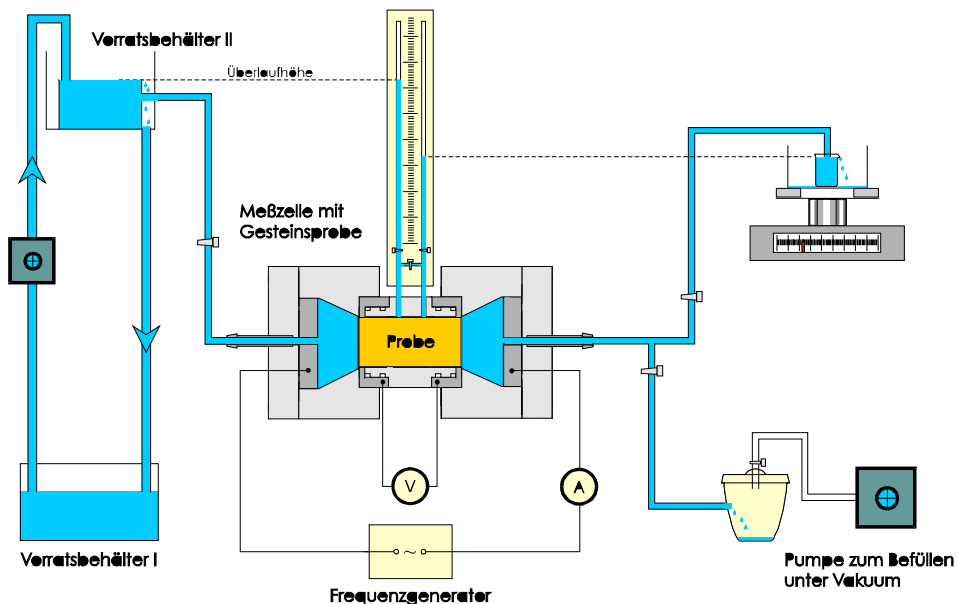 Vorratsbehälter II
Überlaufhöhe
Meßzelle mit
Gesteinsprobe
Probe
V
A
Vorratsbehälter I
Frequenzgenerator
Pumpe zum Befüllen
unter Vakuum